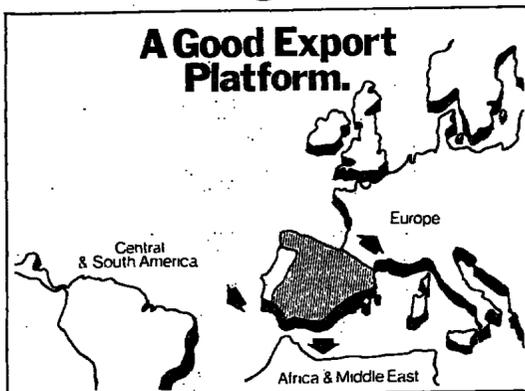 A Good Export
Platform.
Europe
Central
& South America
Africa & Middle East